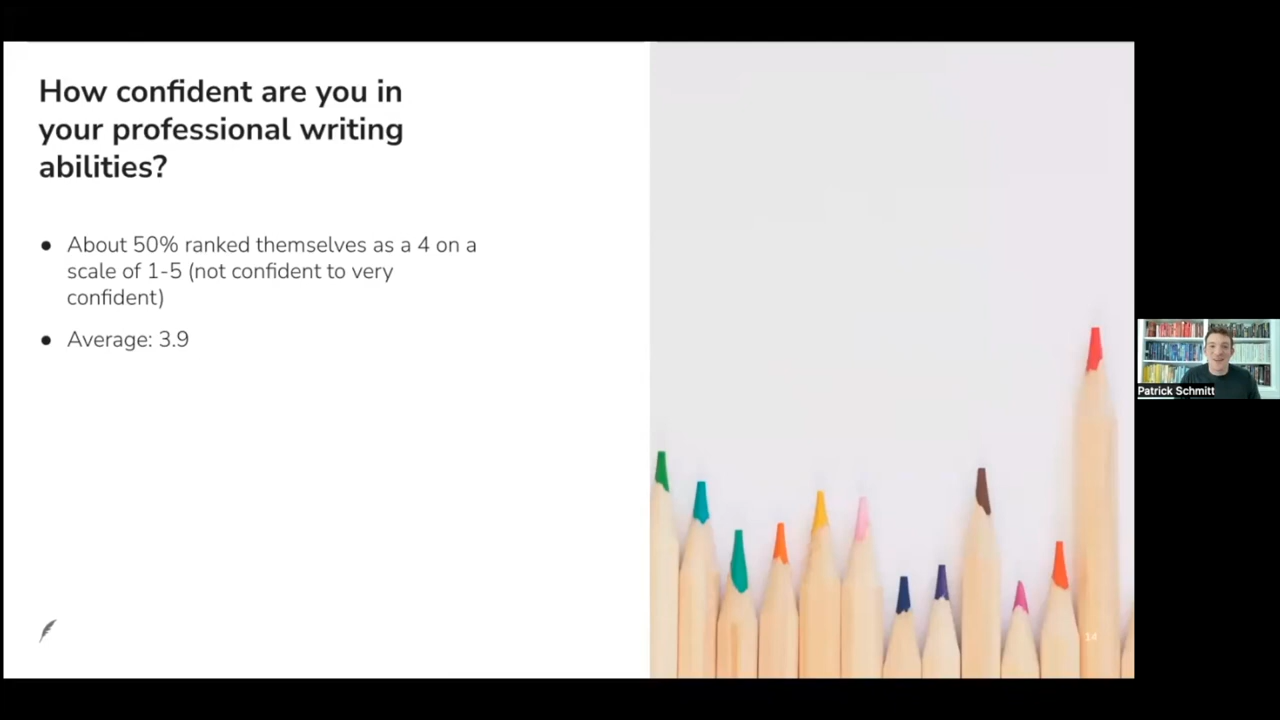 How confident are you in
your professional writing
abilities?
● About 50% ranked themselves as a 4 on a
scale of 1-5 (not confident to very
confident)
● Average: 3.9
Patrick Schmitt
14